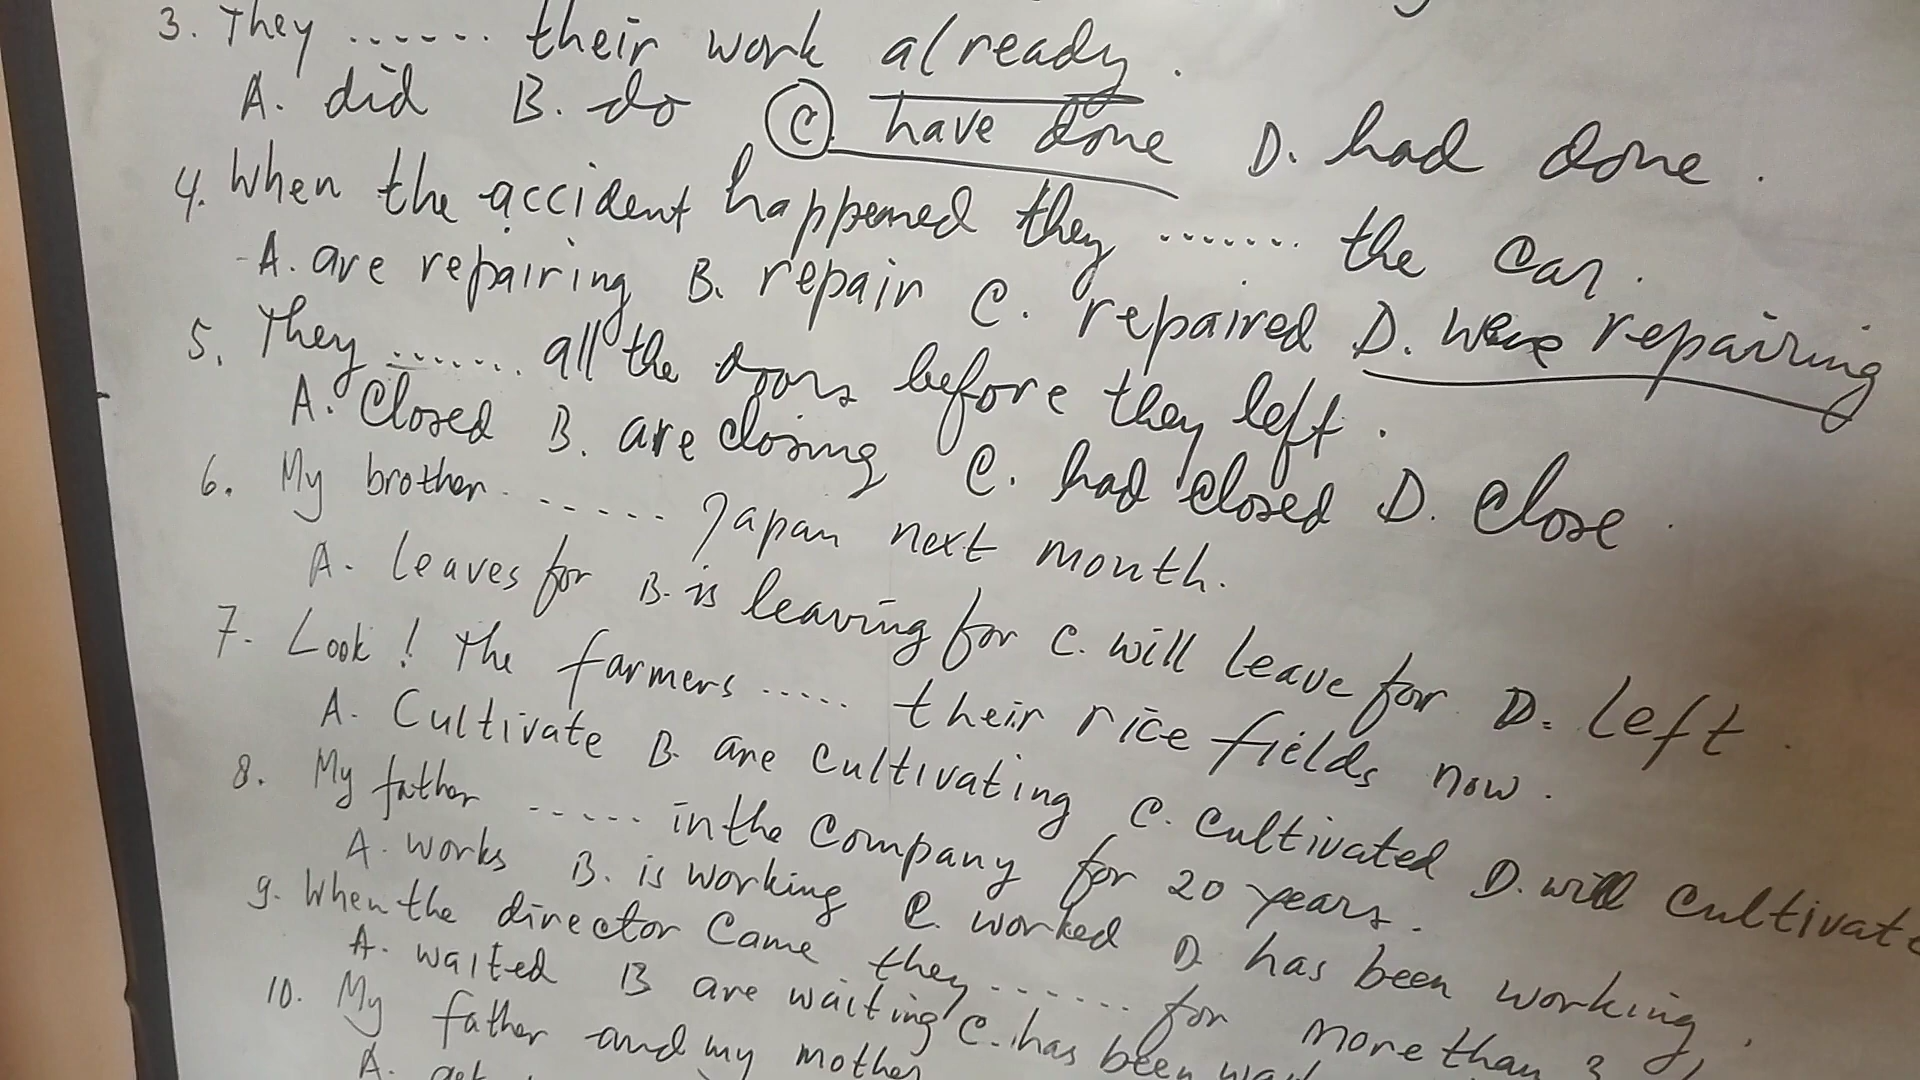 3. They ...... their work already.
A. did B. do C. have done D. had done.
4. When the accident happened they ....... the car.
A. are repairing B. repair C. repaired D. were repairing
5. They ....... all the doors before they left.
A. Closed B. are closing C. had closed D. Close
6. My brother ...... Japan next month.
A. leaves for B. is leaving for C. will leave for D. left.
7. Look! The farmers ..... their rice fields now.
A. Cultivate B. are cultivating C. Cultivated D. will cultivate
8. My father ..... in the Company for 20 years.
A. works B. is working C. worked D. has been working.
9. When the director Came they ...... for more than 3
A. waited B are waiting C. has been
10. My father and my mother
A. get